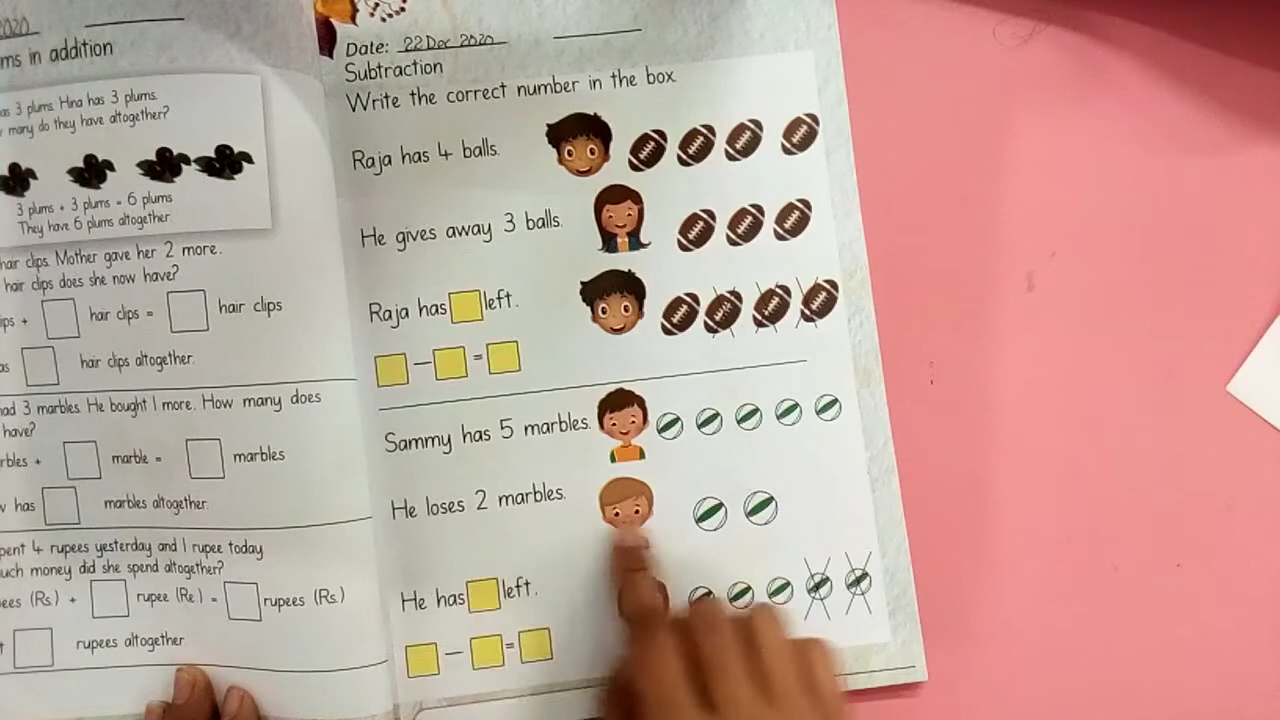 2020
ms in addition
as 3 plums. Hina has 3 plums.
many do they have altogether?
3 plums + 3 plums = 6 plums
They have 6 plums altogether.
hair clips. Mother gave her 2 more.
hair clips does she now have?
ips + hair clips = hair clips
as hair clips altogether.
had 3 marbles. He bought 1 more. How many does
have?
rbles + marble = marbles
w has marbles altogether.
pent 4 rupees yesterday and 1 rupee today
uch money did she spend altogether?
ees (Rs.) + rupee (Re.) = rupees (Rs.)
t rupees altogether
Date: 22 Dec 2020
Subtraction
Write the correct number in the box
Raja has 4 balls.
He gives away 3 balls.
Raja has left.
— =
Sammy has 5 marbles.
He loses 2 marbles.
He has left.
— =